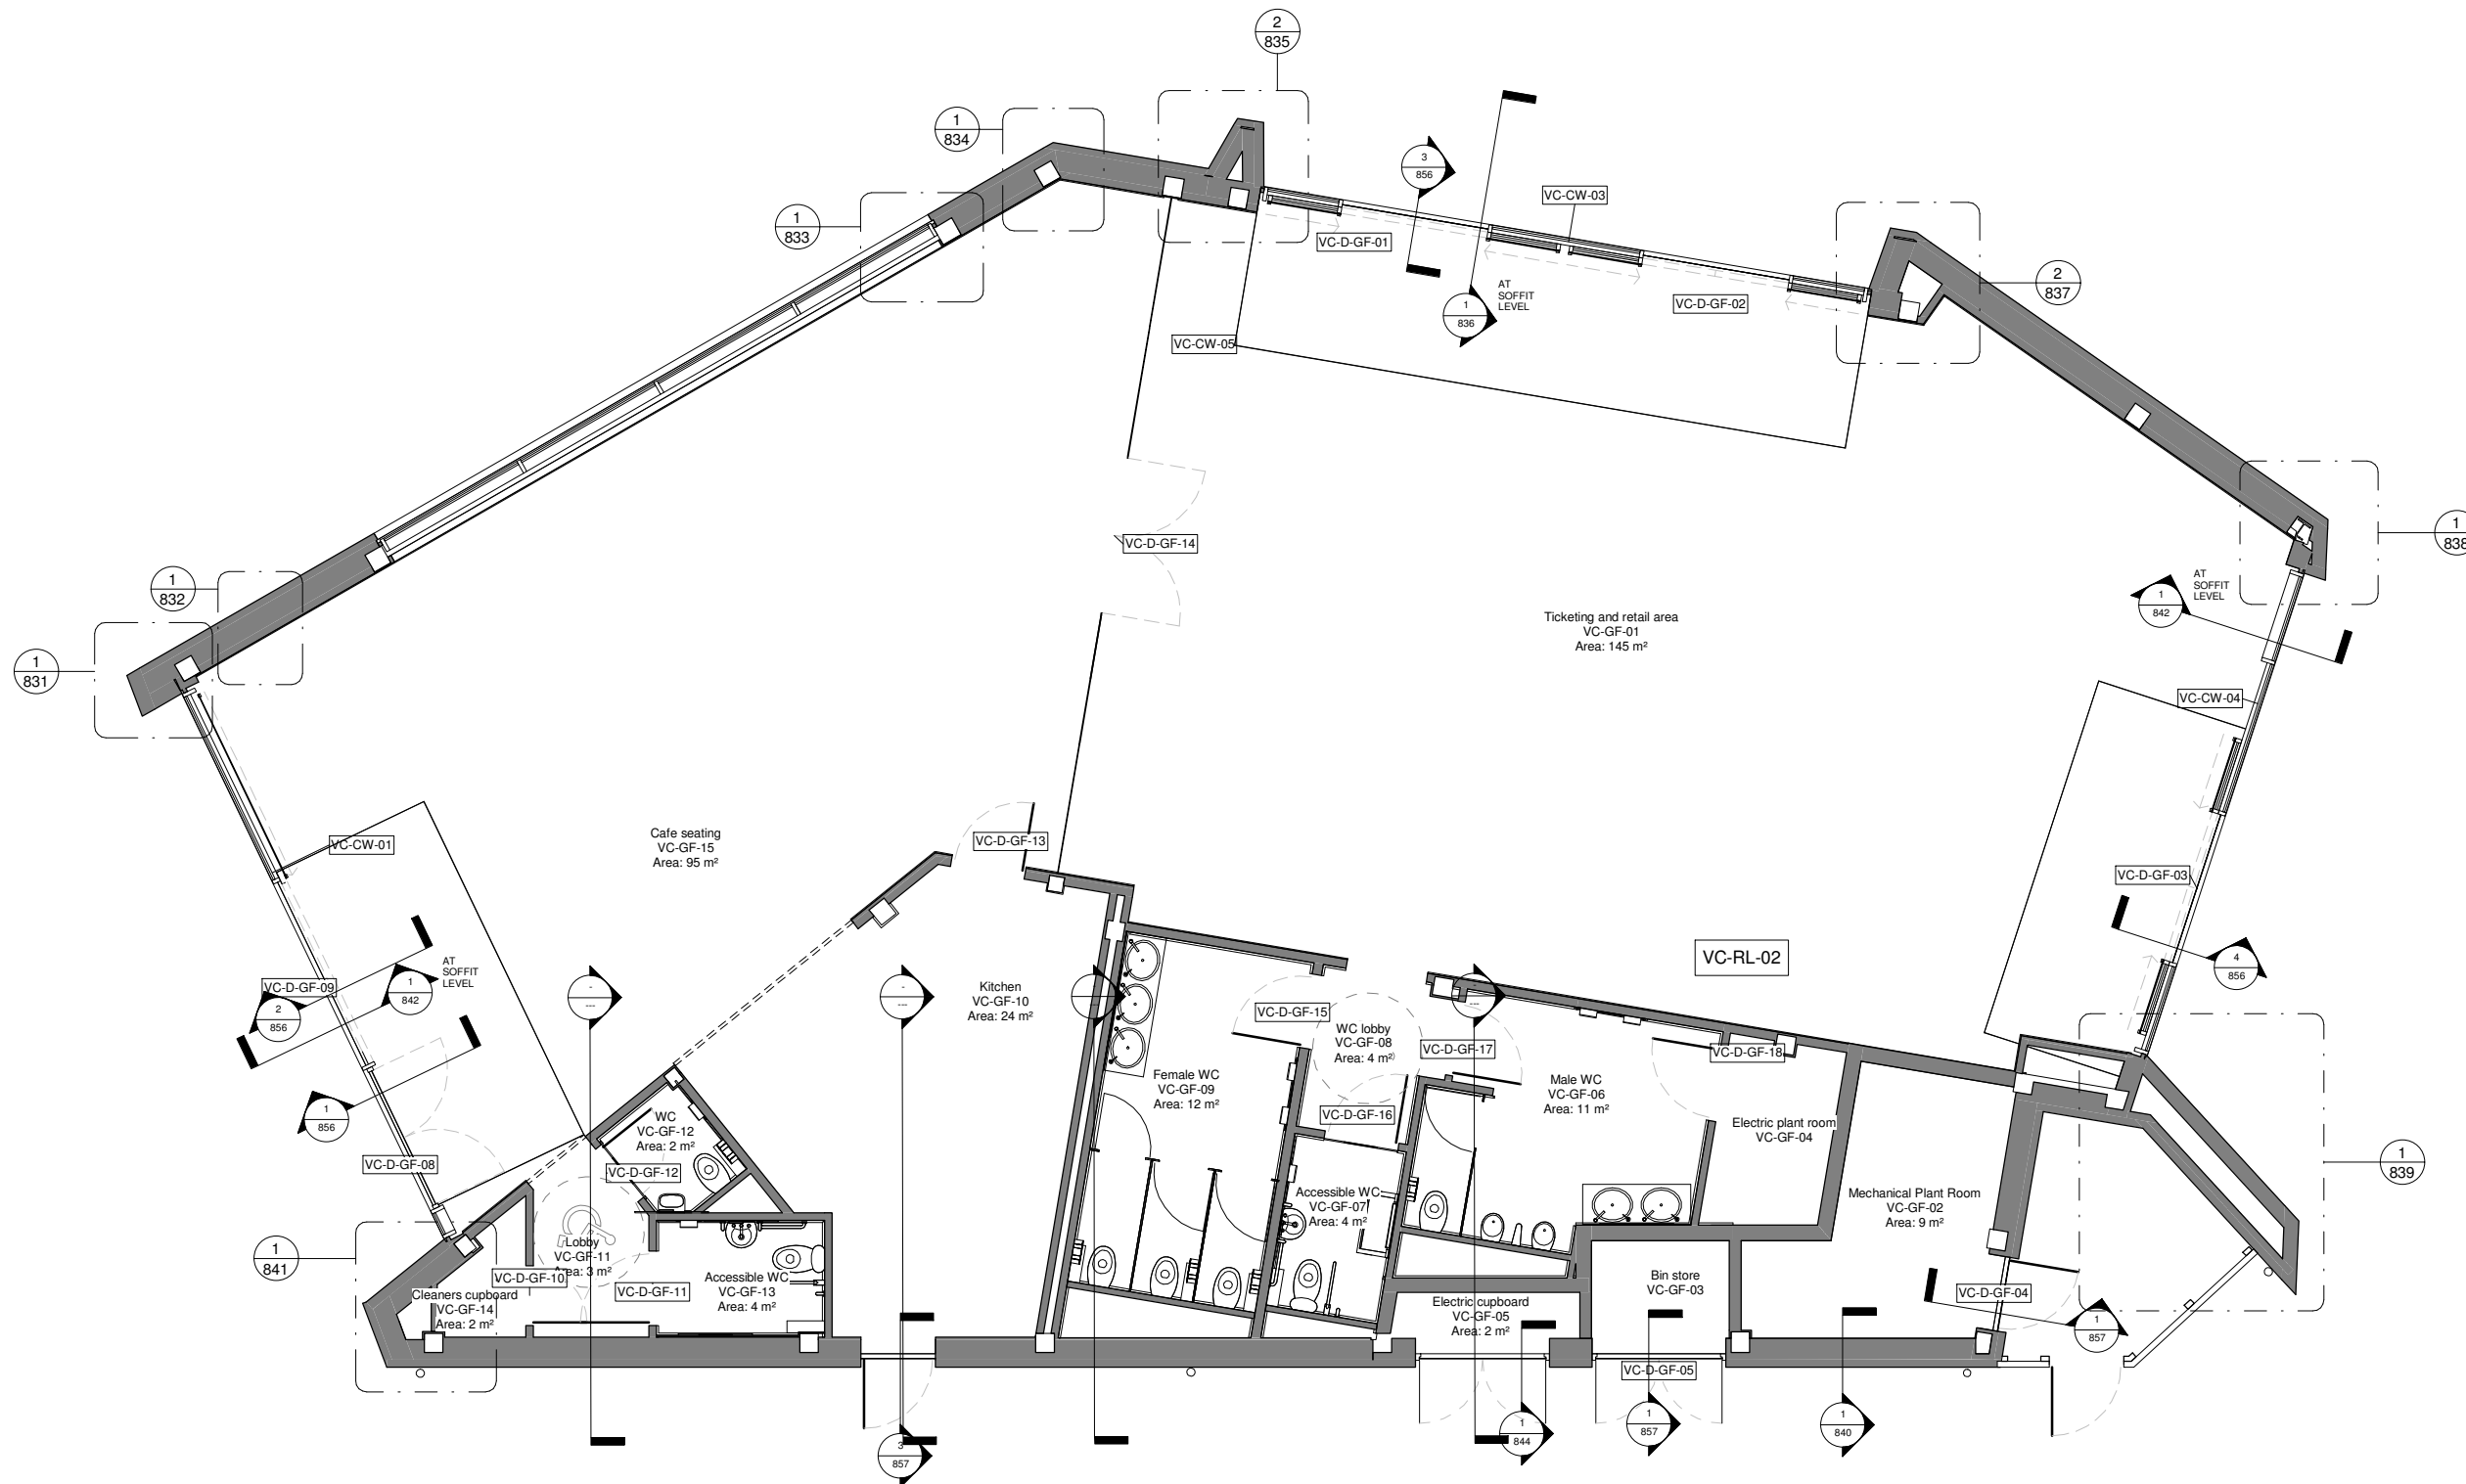 2
835
1
834
3
856
VC-CW-03
1
833
VC-D-GF-01
2
837
AT
SOFFIT
LEVEL
VC-D-GF-02
1
836
VC-CW-05
1
838
VC-D-GF-14
1
832
AT
SOFFIT
LEVEL
1
842
Ticketing and retail area
VC-GF-01
Area: 145 m²
1
831
VC-CW-04
Cafe seating
VC-GF-15
Area: 95 m²
VC-CW-01
VC-D-GF-13
VC-D-GF-03
VC-RL-02
4
856
AT
SOFFIT
LEVEL
VC-D-GF-09
1
842
2
856
-
---
-
---
Kitchen
VC-GF-10
Area: 24 m²
VC-D-GF-15
WC lobby
VC-GF-08
Area: 4 m²
VC-D-GF-17
VC-D-GF-18
Female WC
VC-GF-09
Area: 12 m²
Male WC
VC-GF-06
Area: 11 m²
VC-D-GF-16
1
856
WC
VC-GF-12
Area: 2 m²
Electric plant room
VC-GF-04
VC-D-GF-08
VC-D-GF-12
1
839
Accessible WC
VC-GF-07
Area: 4 m²
Mechanical Plant Room
VC-GF-02
Area: 9 m²
1
841
Lobby
VC-GF-11
Area: 3 m²
VC-D-GF-10
VC-D-GF-11
Accessible WC
VC-GF-13
Area: 4 m²
Bin store
VC-GF-03
Cleaners cupboard
VC-GF-14
Area: 2 m²
Electric cupboard
VC-GF-05
Area: 2 m²
VC-D-GF-04
1
857
VC-D-GF-05
3
857
1
844
1
857
1
840